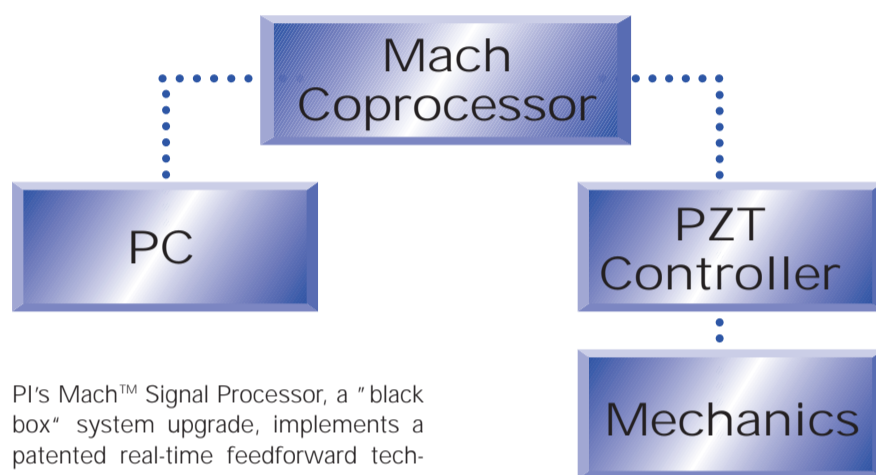 Mach
Coprocessor
PC
PZT
Controller
Mechanics
PI's Mach™ Signal Processor, a "black
box“ system upgrade, implements a
patented real-time feedforward tech-